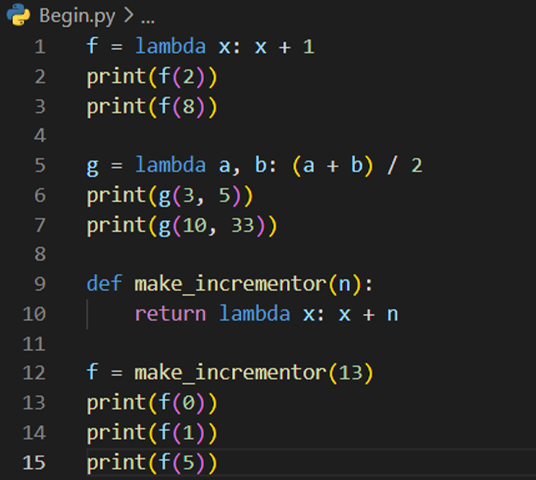 Begin.py > ...
1 f = lambda x: x + 1
2 print(f(2))
3 print(f(8))
4
5 g = lambda a, b: (a + b) / 2
6 print(g(3, 5))
7 print(g(10, 33))
8
9 def make_incrementor(n):
10     return lambda x: x + n
11
12 f = make_incrementor(13)
13 print(f(0))
14 print(f(1))
15 print(f(5))